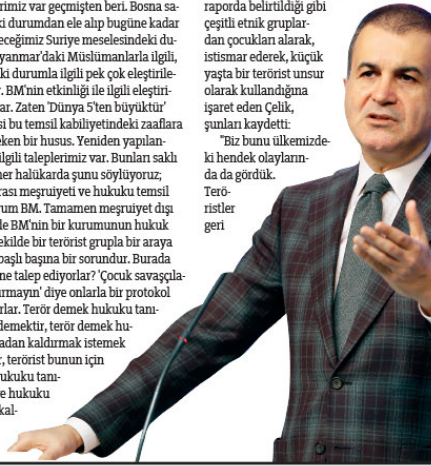 rimiz var geçmişten beri. Bosna sa-
ki durumdan ele alıp bugüne kadar
eceğimiz Suriye meselesindeki du-
yanmar'daki Müslümanlarla ilgili,
ki durumla ilgili pek çok eleştirile-
r. BM'nin etkinliği ile ilgili eleştiri-
ar. Zaten 'Dünya 5'ten büyüktür'
si bu temsil kabiliyetindeki zaaflara
eken bir husus. Yeniden yapılan-
ilgili taleplerimiz var. Bunları saklı
her halükarda şunu söylüyoruz;
rası meşruiyeti ve hukuku temsil
rum BM. Tamamen meşruiyet dışı
de BM'nin bir kurumunun hukuk
ekilde bir terörist grupla bir araya
başlı başına bir sorundur. Burada
ne talep ediyorlar? 'Çocuk savaşçıla-
ırmayın' diye onlarla bir protokol
rlar. Terör demek hukuku tanı-
demektir, terör demek hu-
adan kaldırmak istemek
r, terörist bunun için
ukuku tanı-
e hukuku
kal-
raporda belirtildiği gibi
çeşitli etnik gruplar-
dan çocukları alarak,
istismar ederek, küçük
yaşta bir terörist unsur
olarak kullandığına
işaret eden Çelik,
şunları kaydetti:
"Biz bunu ülkemizde-
ki hendek olayların-
da da gördük.
Terö-
ristler
geri